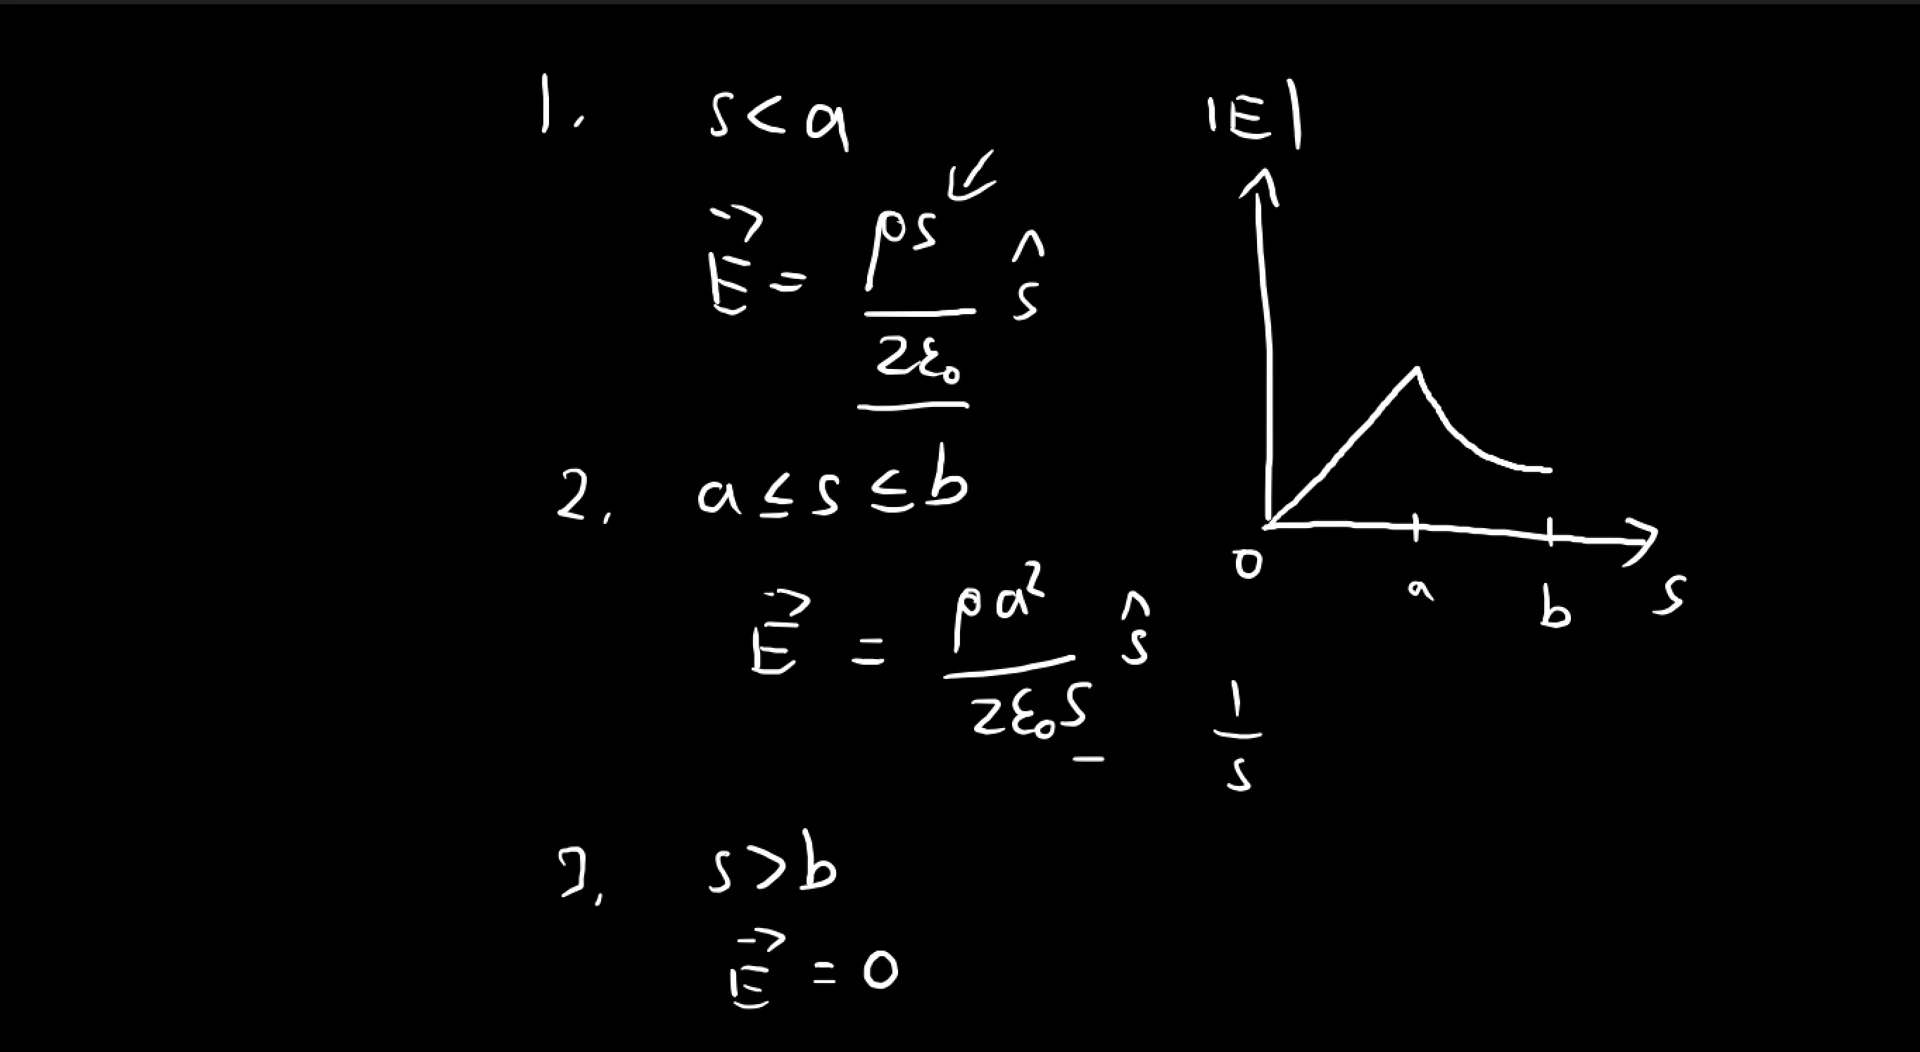 1. s<a
E⃗ = ρs/2ε₀ ŝ
2. a ≤ s ≤ b
E⃗ = ρa²/2ε₀s ŝ
1/s
3. s>b
E⃗ = 0
|E|
0 a b s